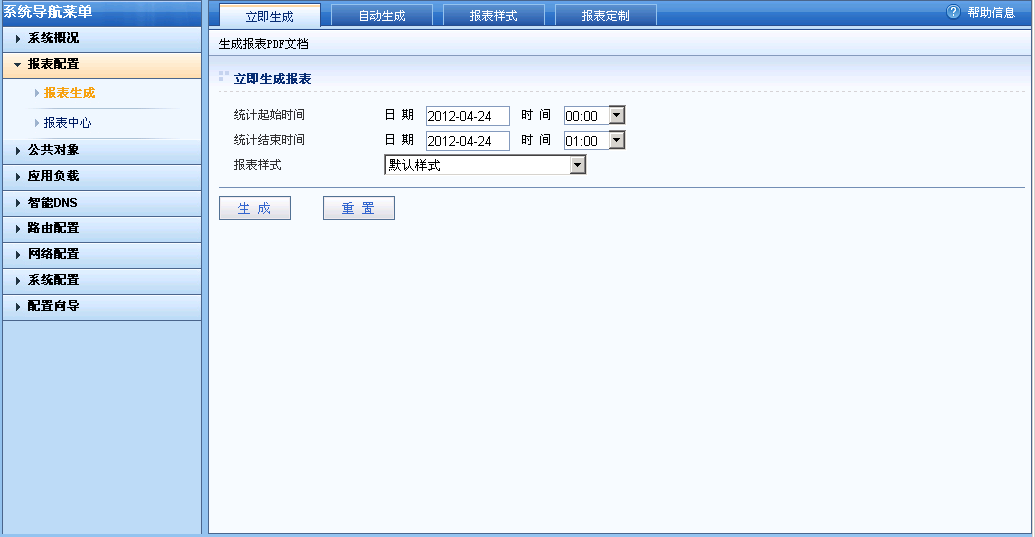 系统导航菜单
系统概况
报表配置
报表生成
报表中心
公共对象
应用负载
智能DNS
路由配置
网络配置
系统配置
配置向导
立即生成 自动生成 报表样式 报表定制 ? 帮助信息
生成报表PDF文档
立即生成报表
统计起始时间 日 期 2012-04-24 时 间 00:00
统计结束时间 日 期 2012-04-24 时 间 01:00
报表样式 默认样式
生 成 重 置